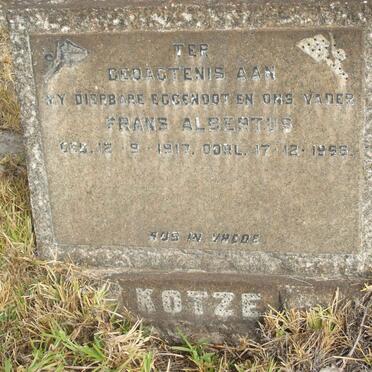 TER
GEDAGTENIS AAN
MY DIERBARE EGGENOOT EN ONS VADER
FRANS ALBERTUS
GEB. 12-9-1917. OORL. 17-12-
RUS IN VREDE
KOTZE